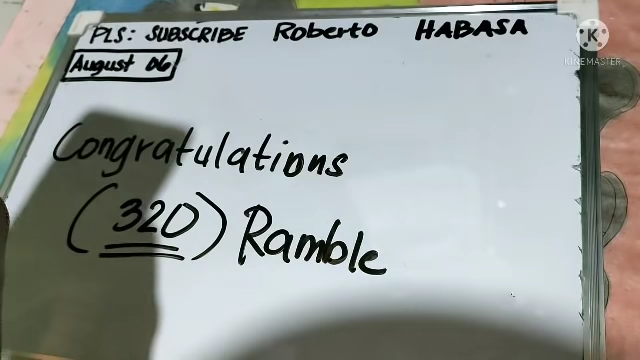 PLS: SUBSCRIBE Roberto HABASA
August 06
Congratulations
(320) Ramble
K
KINEMASTER